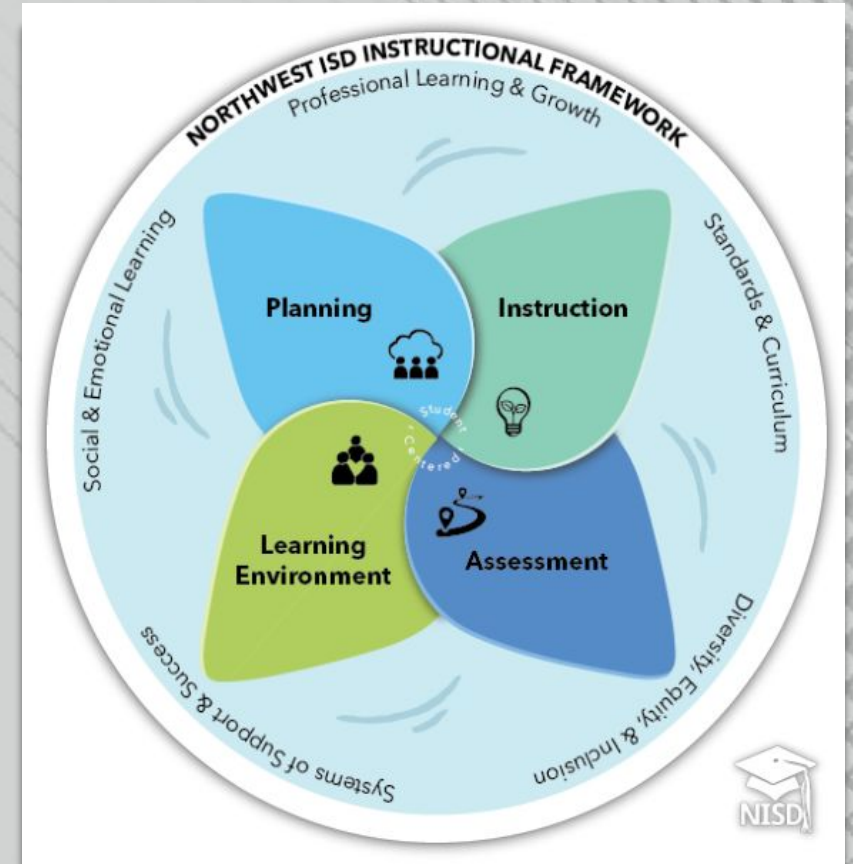 NORTHWEST ISD INSTRUCTIONAL FRAMEWORK
Professional Learning & Growth
Social & Emotional Learning
Standards & Curriculum
Planning
Instruction
Student
Centered
Learning
Environment
Assessment
Systems of Support & Success
Diversity, Equity, & Inclusion
NISD